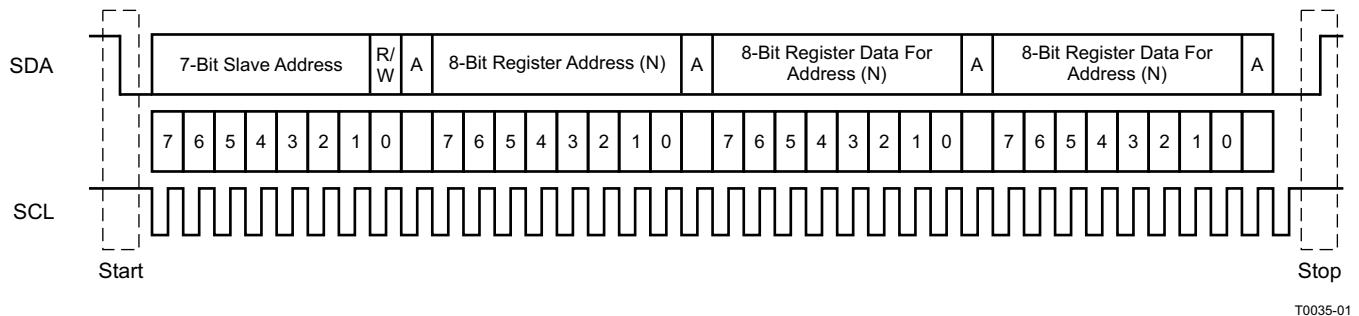 SDA
7-Bit Slave Address
R/
W
A
8-Bit Register Address (N)
A
8-Bit Register Data For
Address (N)
A
8-Bit Register Data For
Address (N)
A
7 6 5 4 3 2 1 0 7 6 5 4 3 2 1 0 7 6 5 4 3 2 1 0 7 6 5 4 3 2 1 0
SCL
Start
Stop
T0035-01